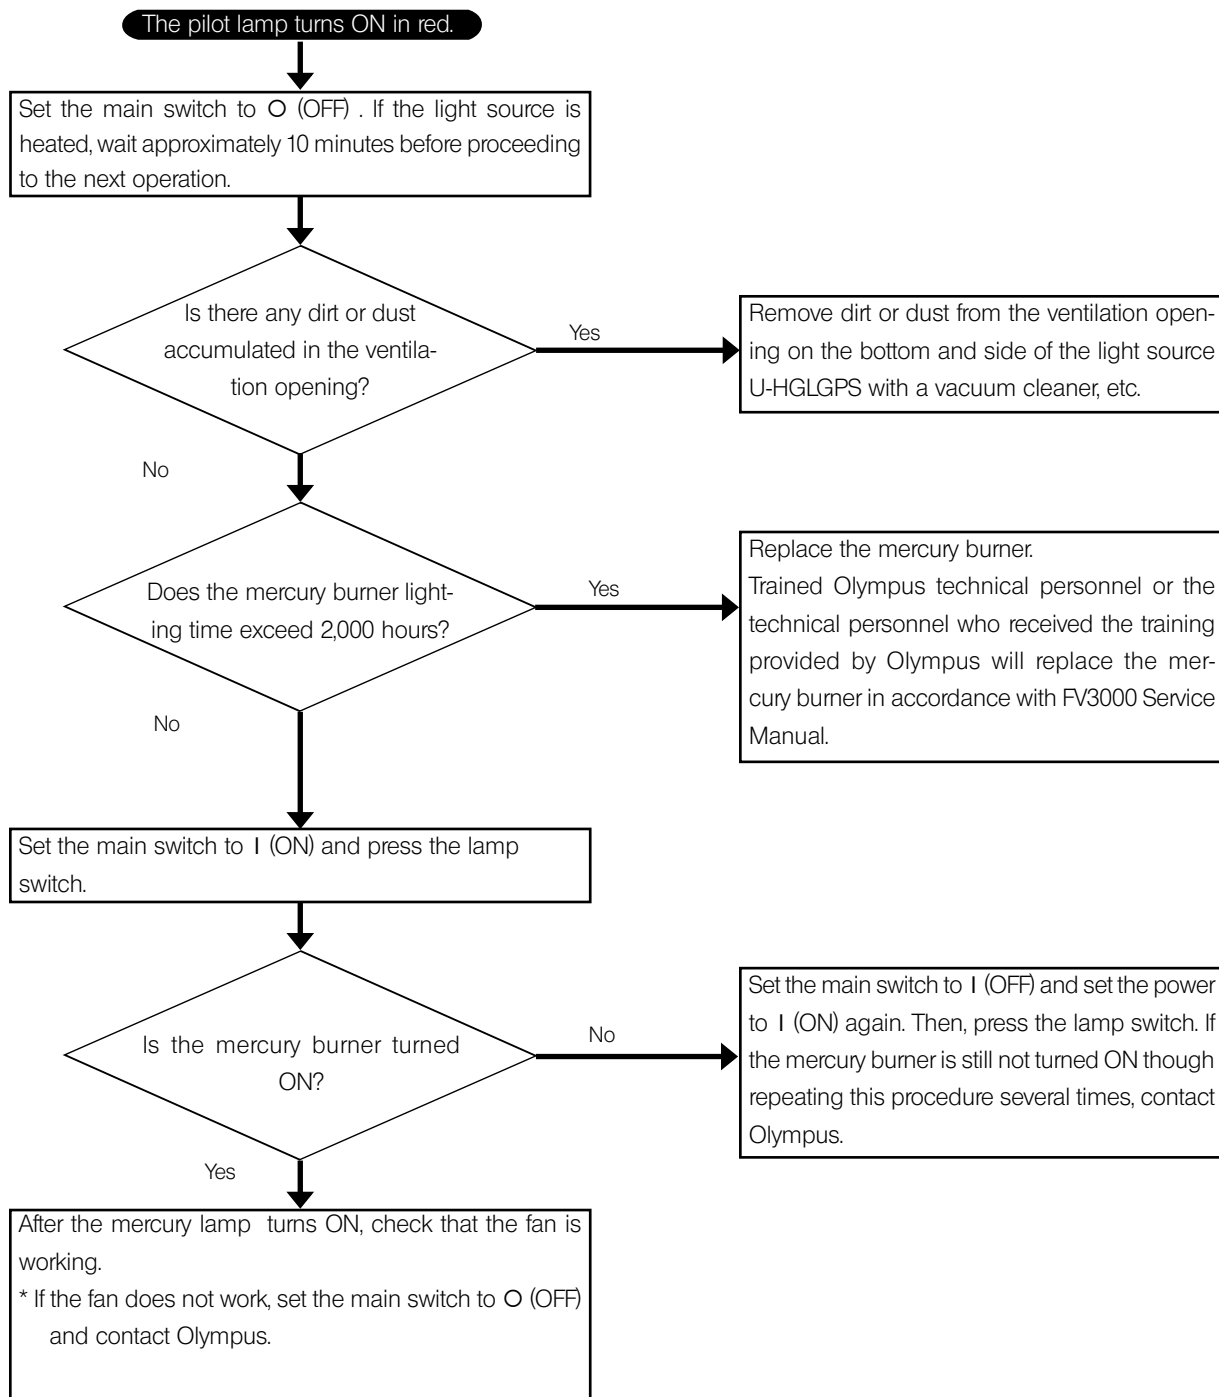 The pilot lamp turns ON in red.
Set the main switch to O (OFF) . If the light source is
heated, wait approximately 10 minutes before proceeding
to the next operation.
Is there any dirt or dust
accumulated in the ventila-
tion opening?
Yes
Remove dirt or dust from the ventilation open-
ing on the bottom and side of the light source
U-HGLGPS with a vacuum cleaner, etc.
No
Does the mercury burner light-
ing time exceed 2,000 hours?
Yes
Replace the mercury burner.
Trained Olympus technical personnel or the
technical personnel who received the training
provided by Olympus will replace the mer-
cury burner in accordance with FV3000 Service
Manual.
No
Set the main switch to I (ON) and press the lamp
switch.
Is the mercury burner turned
ON?
No
Set the main switch to I (OFF) and set the power
to I (ON) again. Then, press the lamp switch. If
the mercury burner is still not turned ON though
repeating this procedure several times, contact
Olympus.
Yes
After the mercury lamp turns ON, check that the fan is
working.
* If the fan does not work, set the main switch to O (OFF)
and contact Olympus.